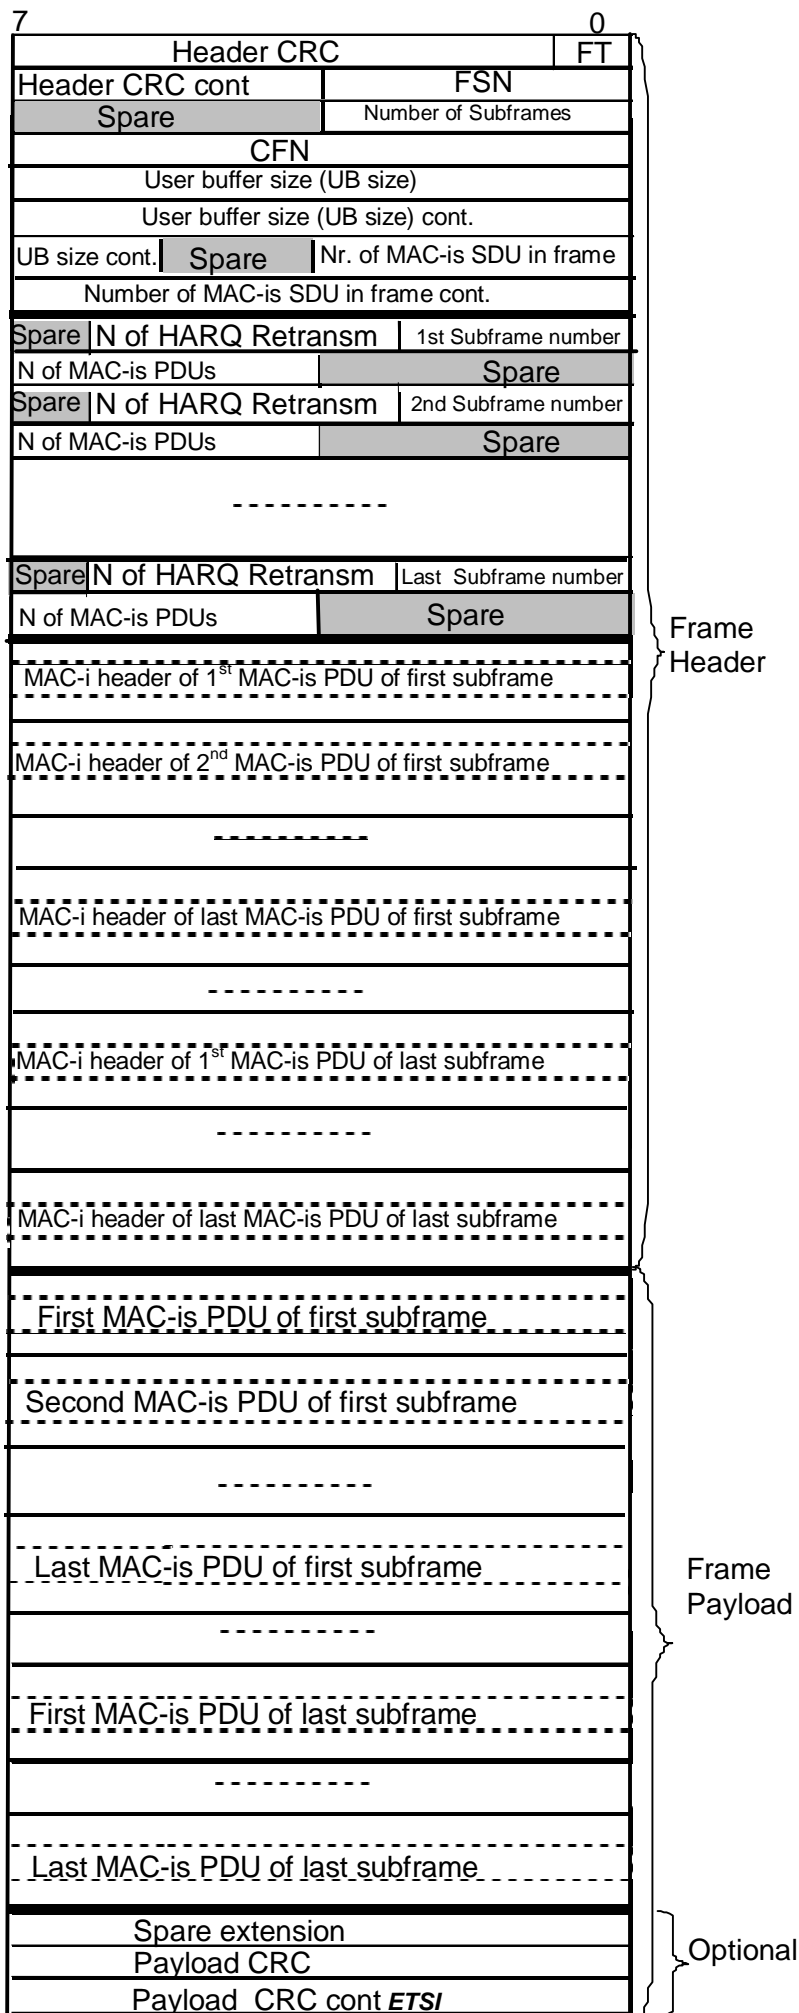 7 0
Header CRC FT
Header CRC cont FSN
Spare Number of Subframes
CFN
User buffer size (UB size)
User buffer size (UB size) cont.
UB size cont. Spare Nr. of MAC-is SDU in frame
Number of MAC-is SDU in frame cont.
Spare N of HARQ Retransm 1st Subframe number
N of MAC-is PDUs Spare
Spare N of HARQ Retransm 2nd Subframe number
N of MAC-is PDUs Spare
Spare N of HARQ Retransm Last Subframe number
N of MAC-is PDUs Spare
Frame
Header
MAC-i header of 1st MAC-is PDU of first subframe
MAC-i header of 2nd MAC-is PDU of first subframe
MAC-i header of last MAC-is PDU of first subframe
MAC-i header of 1st MAC-is PDU of last subframe
MAC-i header of last MAC-is PDU of last subframe
First MAC-is PDU of first subframe
Second MAC-is PDU of first subframe
Last MAC-is PDU of first subframe
Frame
Payload
First MAC-is PDU of last subframe
Last MAC-is PDU of last subframe
Spare extension
Payload CRC
Optional
Payload CRC cont ETSI